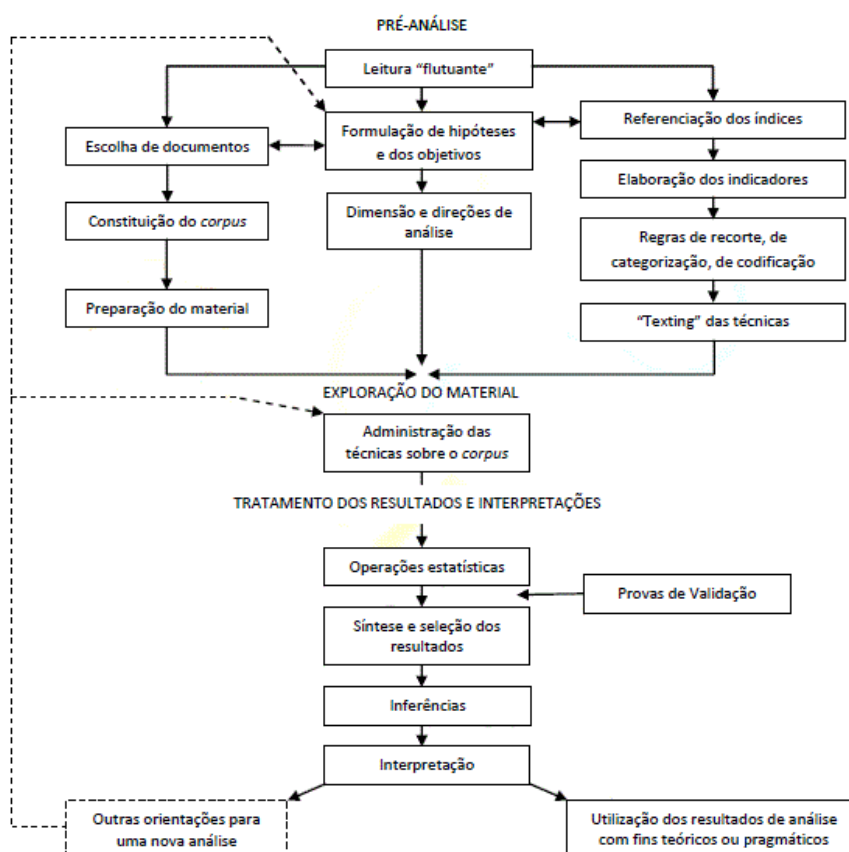 PRÉ-ANÁLISE
Leitura "flutuante"
Escolha de documentos
Formulação de hipóteses
e dos objetivos
Referenciação dos índices
Constituição do corpus
Dimensão e direções de
análise
Elaboração dos indicadores
Regras de recorte, de
categorização, de codificação
Preparação do material
"Texting" das técnicas
EXPLORAÇÃO DO MATERIAL
Administração das
técnicas sobre o corpus
TRATAMENTO DOS RESULTADOS E INTERPRETAÇÕES
Operações estatísticas
Provas de Validação
Síntese e seleção dos
resultados
Inferências
Interpretação
Outras orientações para
uma nova análise
Utilização dos resultados de análise
com fins teóricos ou pragmáticos